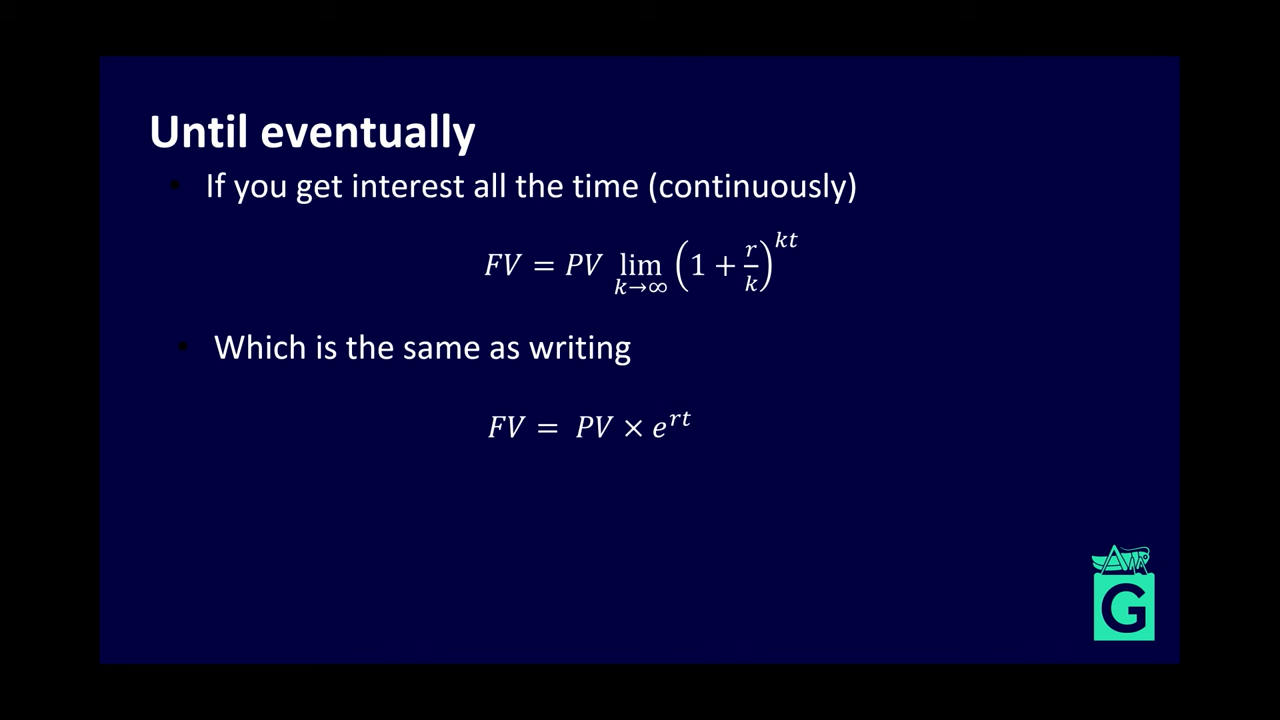 Until eventually
• If you get interest all the time (continuously)
FV = PV lim_{k→∞} (1 + r/k)^{kt}
• Which is the same as writing
FV = PV × e^{rt}
G